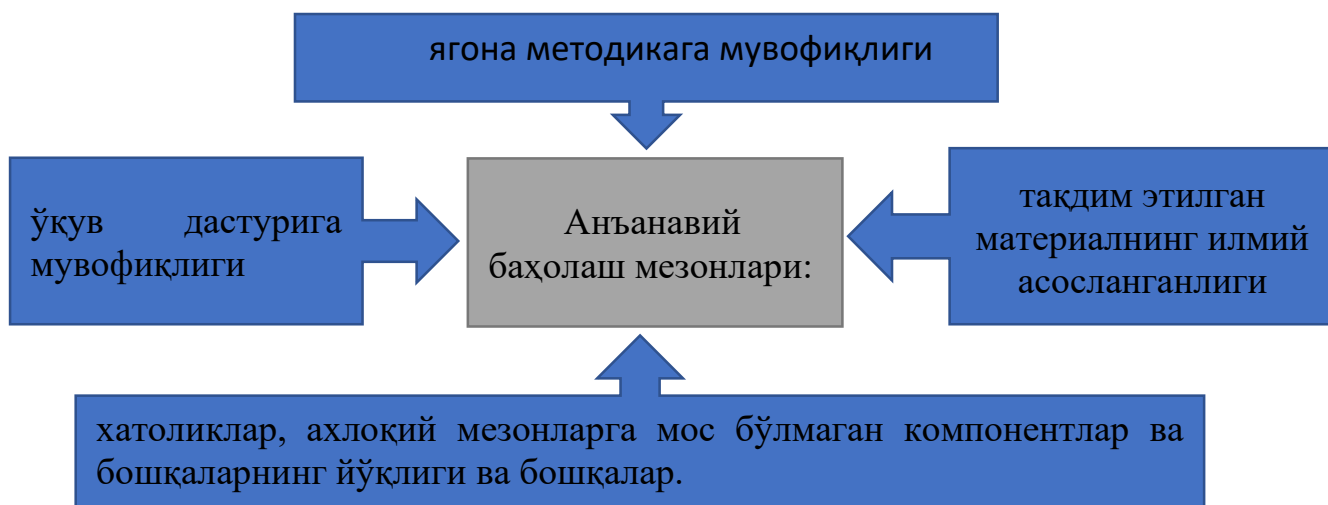 ягона методикага мувофиқлиги
ўқув дастурига
мувофиқлиги
Анъанавий
баҳолаш мезонлари:
тақдим этилган
материалнинг илмий
асосланганлиги
хатоликлар, ахлоқий мезонларга мос бўлмаган компонентлар ва
бошқаларнинг йўқлиги ва бошқалар.